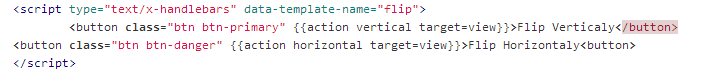 <script type="text/x-handlebars" data-template-name="flip">
<button class="btn btn-primary" {{action vertical target=view}}>Flip Verticaly</button>
<button class="btn btn-danger" {{action horizontal target=view}}>Flip Horizontaly<button>
</script>